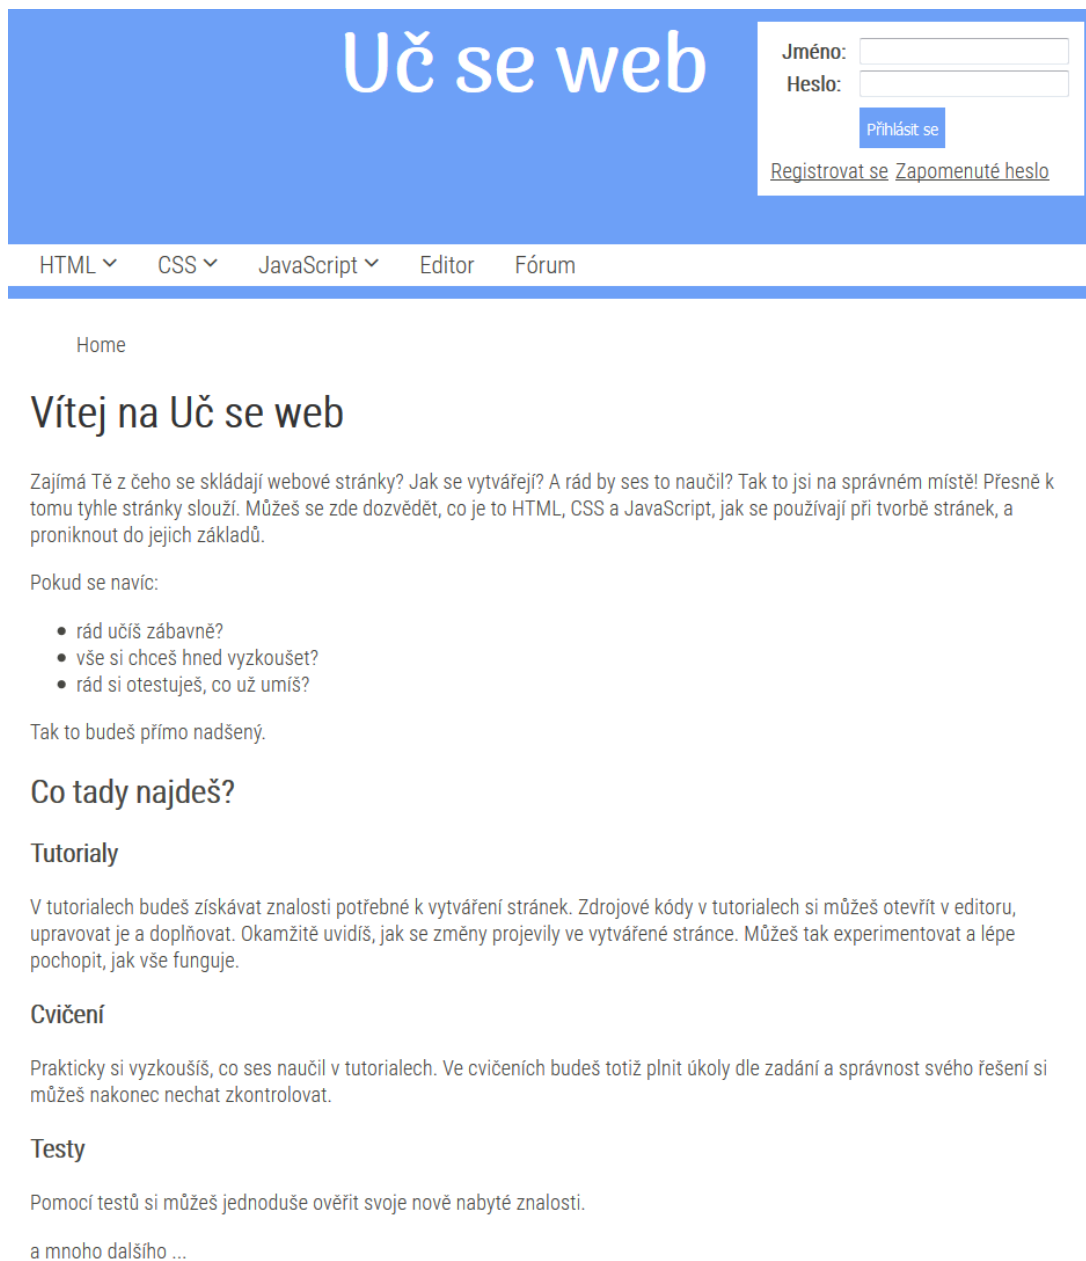 Uč se web
Jméno:
Heslo:
Přihlásit se
Registrovat se Zapomenuté heslo
HTML CSS JavaScript Editor Fórum
Home
Vítej na Uč se web
Zajímá Tě z čeho se skládají webové stránky? Jak se vytvářejí? A rád by ses to naučil? Tak to jsi na správném místě! Přesně k
tomu tyhle stránky slouží. Můžeš se zde dozvědět, co je to HTML, CSS a JavaScript, jak se používají při tvorbě stránek, a
proniknout do jejich základů.
Pokud se navíc:
• rád učíš zábavně?
• vše si chceš hned vyzkoušet?
• rád si otestuješ, co už umíš?
Tak to budeš přímo nadšený.
Co tady najdeš?
Tutorialy
V tutorialech budeš získávat znalosti potřebné k vytváření stránek. Zdrojové kódy v tutorialech si můžeš otevřít v editoru,
upravovat je a doplňovat. Okamžitě uvidíš, jak se změny projevily ve vytvářené stránce. Můžeš tak experimentovat a lépe
pochopit, jak vše funguje.
Cvičení
Prakticky si vyzkoušíš, co ses naučil v tutorialech. Ve cvičeních budeš totiž plnit úkoly dle zadání a správnost svého řešení si
můžeš nakonec nechat zkontrolovat.
Testy
Pomocí testů si můžeš jednoduše ověřit svoje nově nabyté znalosti.
a mnoho dalšího ...